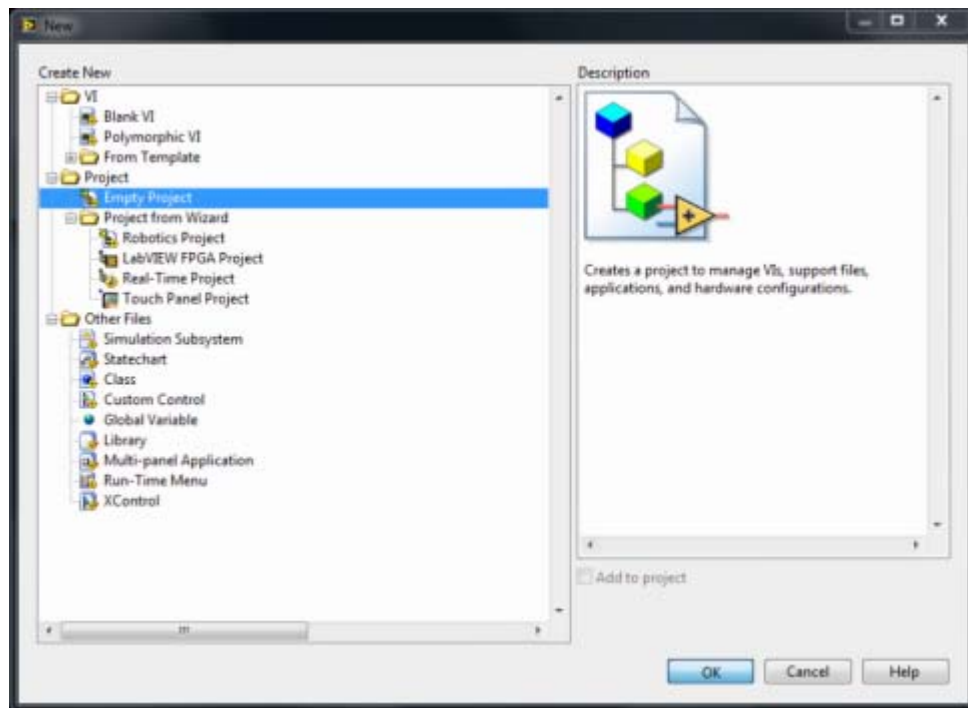 New
Create New
VI
Blank VI
Polymorphic VI
From Template
Project
Empty Project
Project from Wizard
Robotics Project
LabVIEW FPGA Project
Real-Time Project
Touch Panel Project
Other Files
Simulation Subsystem
Statechart
Class
Custom Control
Global Variable
Library
Multi-panel Application
Run-Time Menu
XControl
Description
Creates a project to manage VIs, support files,
applications, and hardware configurations.
Add to project
OK Cancel Help